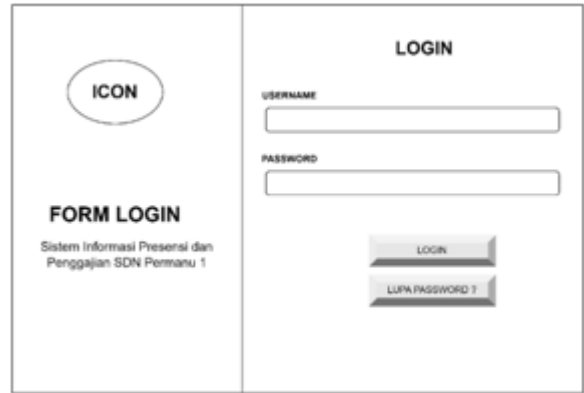 ICON
FORM LOGIN
Sistem Informasi Presensi dan
Penggajian SDN Permanu 1
LOGIN
USERNAME
PASSWORD
LOGIN
LUPA PASSWORD ?